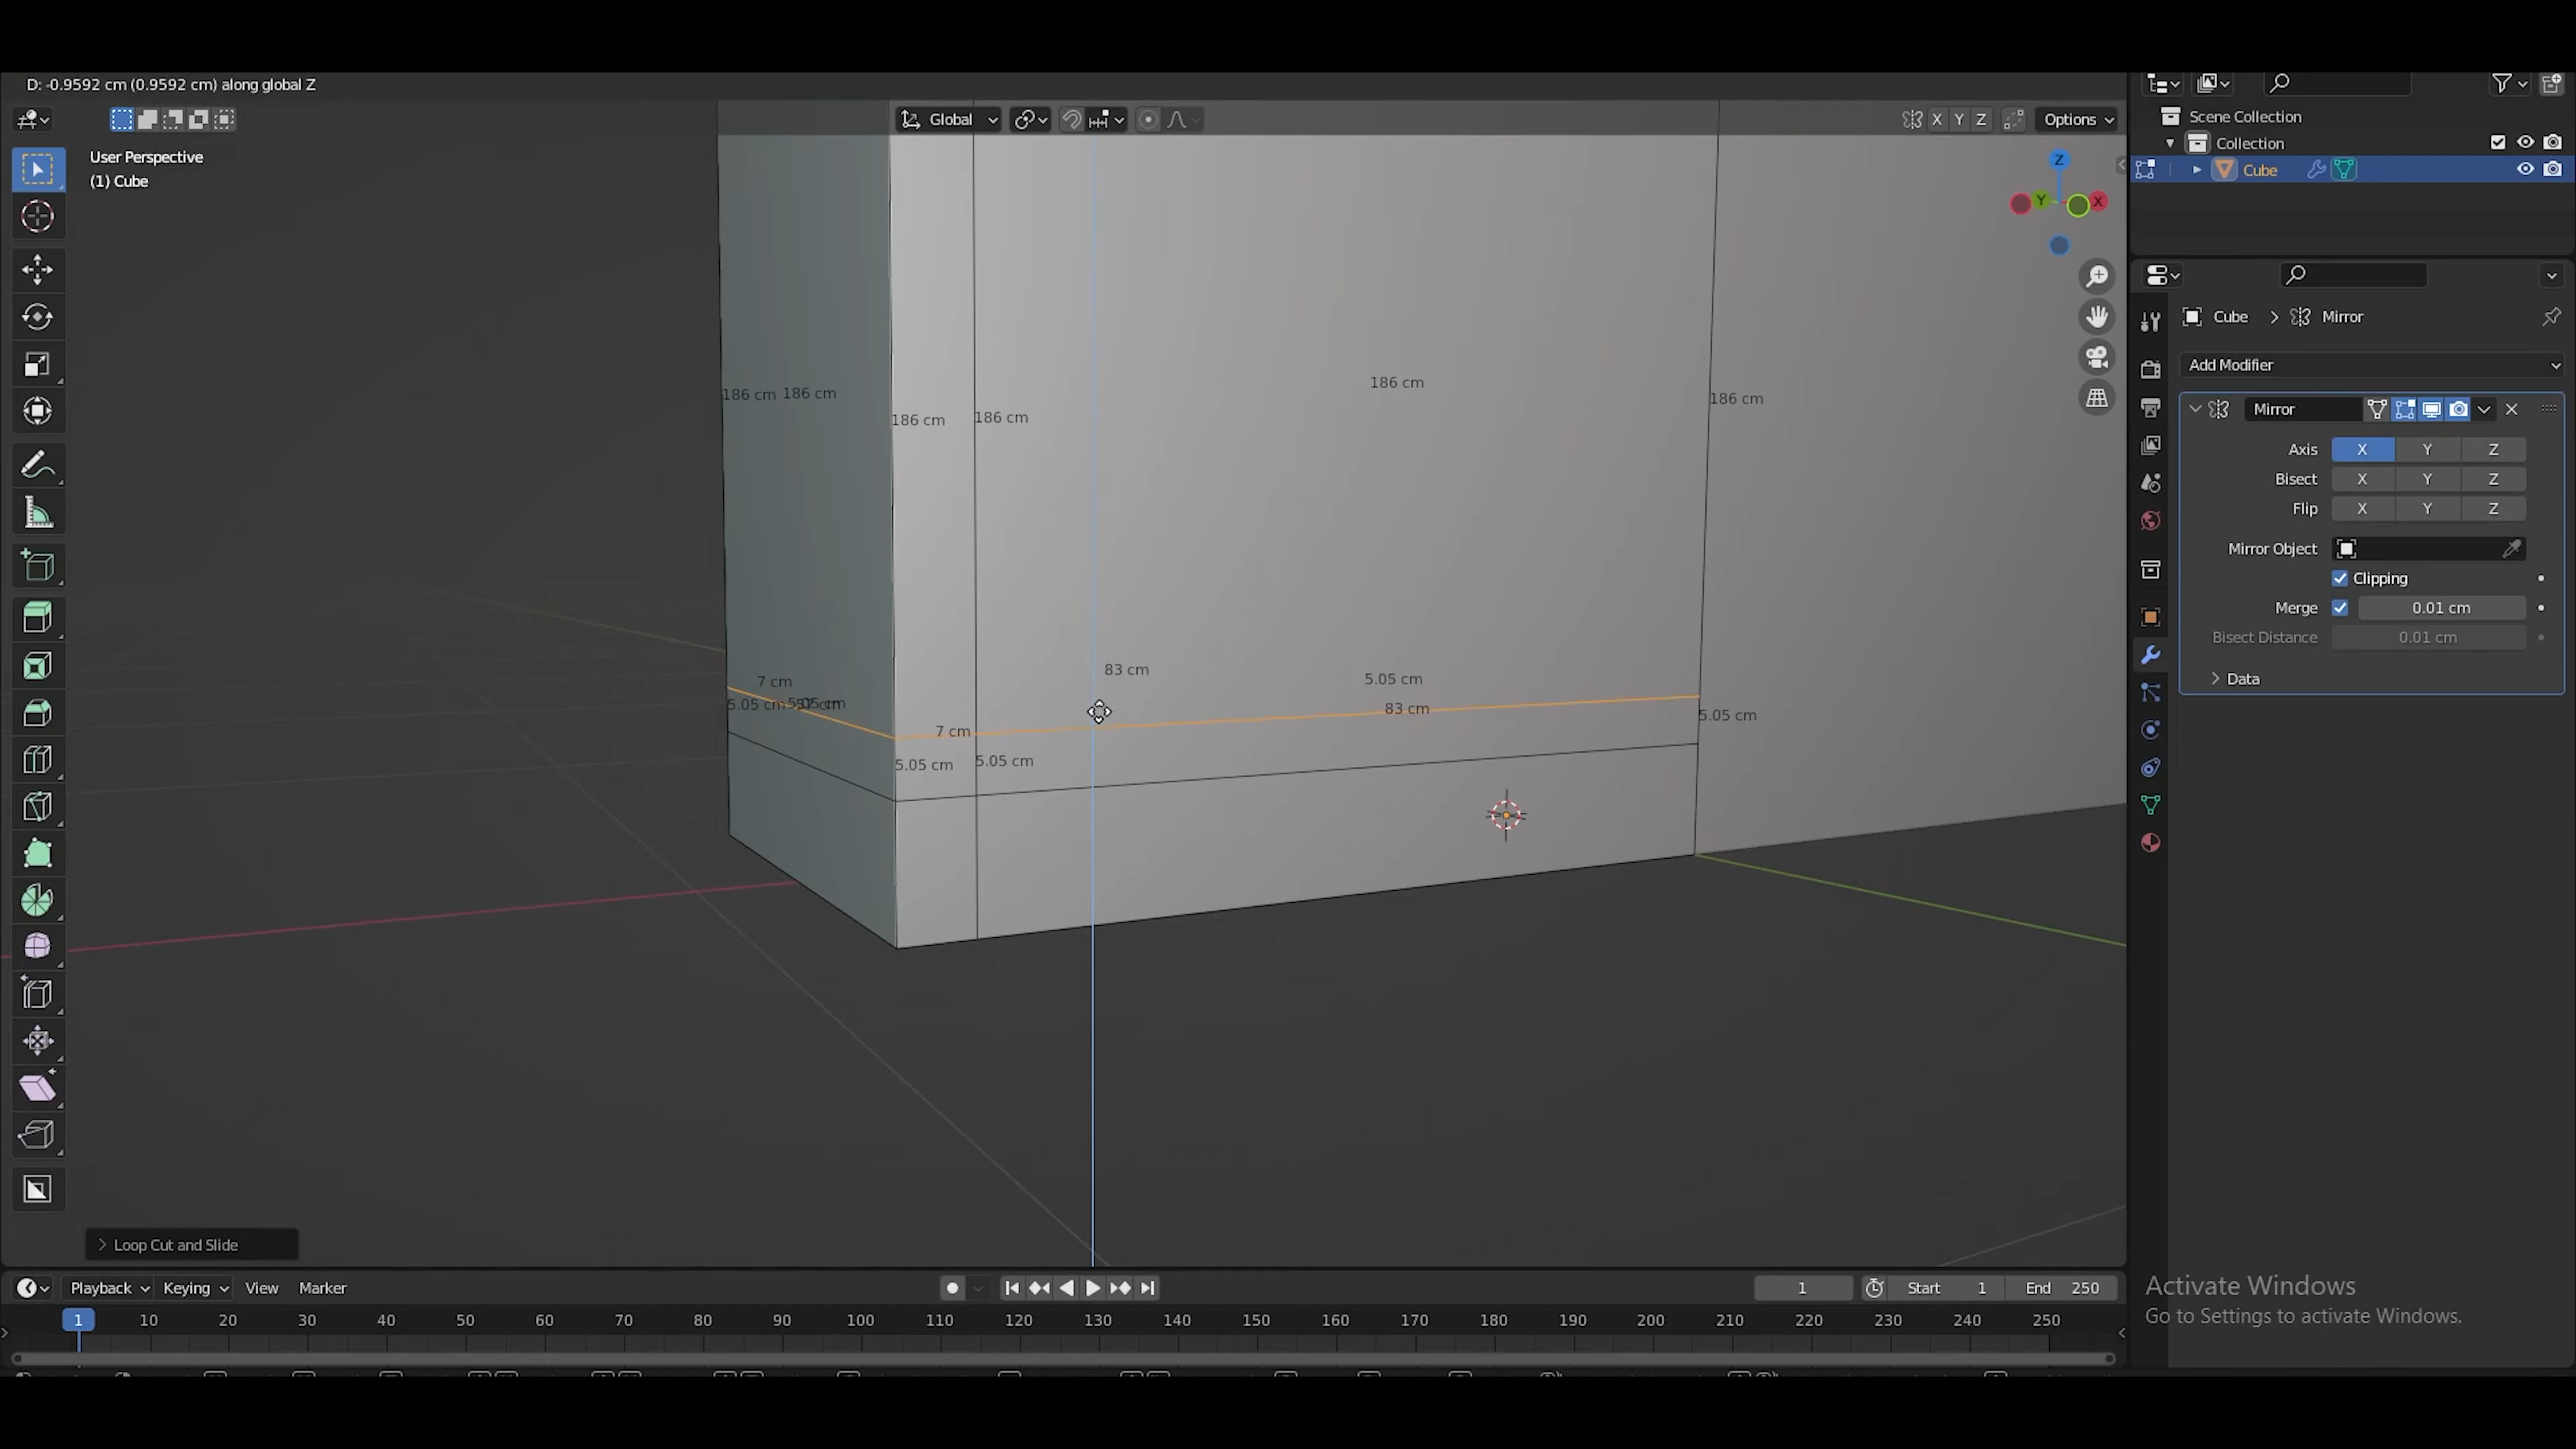 D: -0.9592 cm (0.9592 cm) along global Z
Global
X Y Z
Options
User Perspective
(1) Cube
Z
Y
X
186 cm
186 cm
186 cm
186 cm
186 cm
186 cm
83 cm
7 cm
5.05 cm
5.05 cm
83 cm
5.05 cm
7 cm
5.05 cm
5.05 cm
Loop Cut and Slide
Scene Collection
Collection
Cube
Cube
Mirror
Add Modifier
Mirror
Axis X Y Z
Bisect X Y Z
Flip X Y Z
Mirror Object
Clipping
Merge 0.01 cm
Bisect Distance 0.01 cm
Data
Playback Keying View Marker
1 Start 1 End 250
1 10 20 30 40 50 60 70 80 90 100 110 120 130 140 150 160 170 180 190 200 210 220 230 240 250
Activate Windows
Go to Settings to activate Windows.